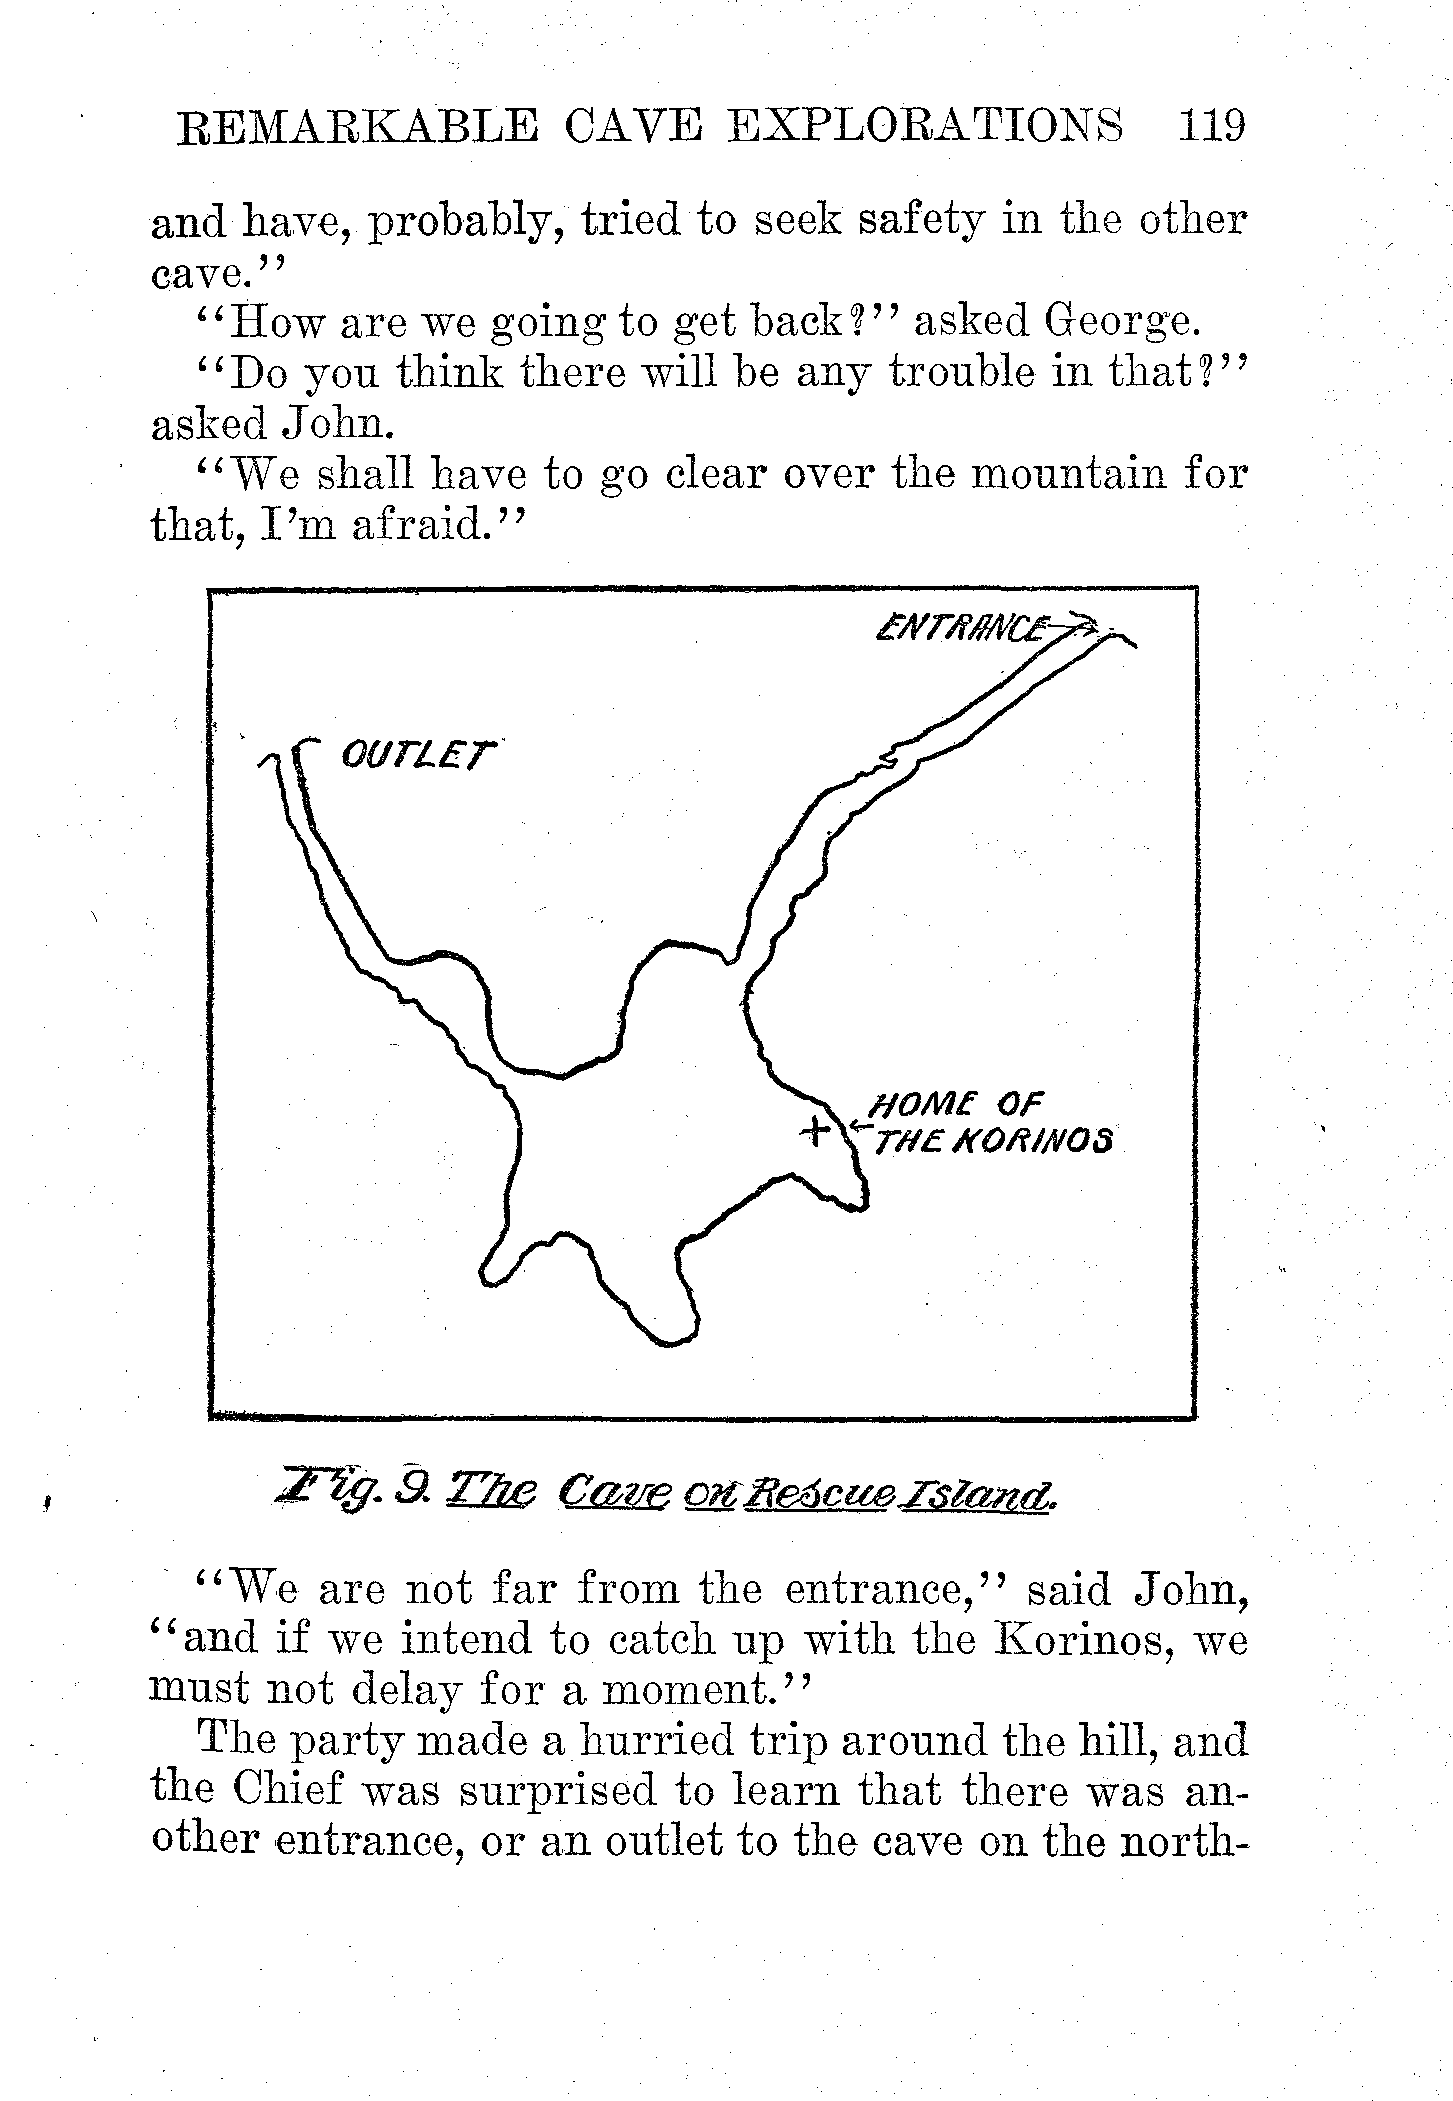 REMARKABLE CAVE EXPLORATIONS 119
and have, probably, tried to seek safety in the other
cave.''
“How are we going to get back?” asked George.
“Do you think there will be any trouble in that?”
asked John.
“We shall have to go clear over the mountain for
that, I'm afraid.”
ENTRANCE
OUTLET
HOME OF
THE KORINOS
Fig. 9. The Cave on Rescue Island.
“We are not far from the entrance,” said John,
“and if we intend to catch up with the Korinos, we
must not delay for a moment.”
The party made a hurried trip around the hill, and
the Chief was surprised to learn that there was an-
other entrance, or an outlet to the cave on the north-